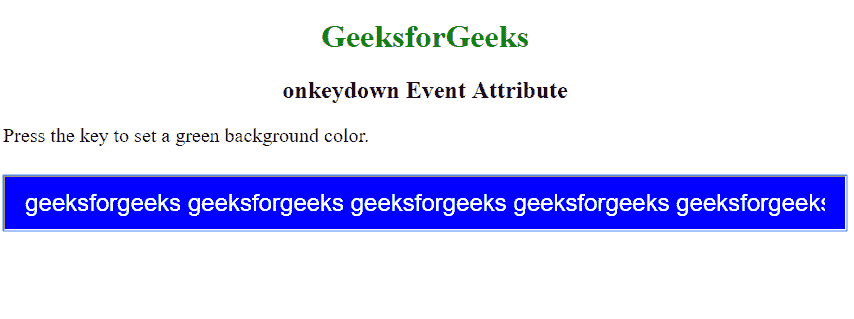 GeeksforGeeks
onkeydown Event Attribute
Press the key to set a green background color.
geeksforgeeks geeksforgeeks geeksforgeeks geeksforgeeks geeksforgeeks